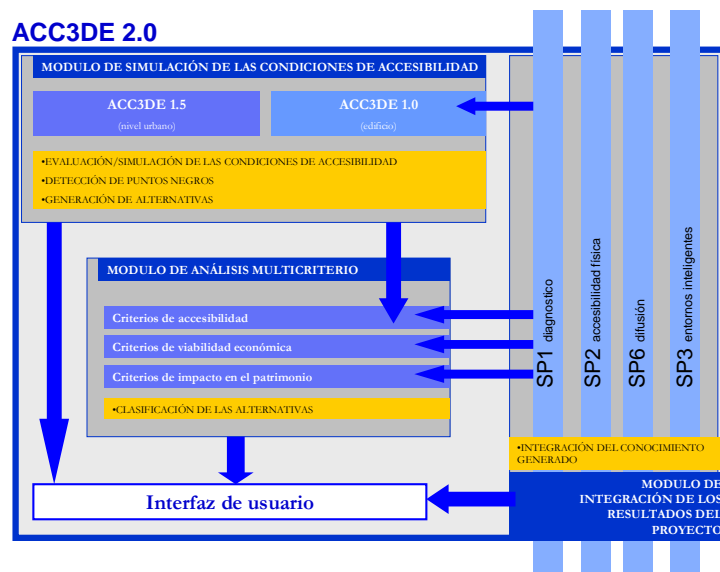 ACC3DE 2.0
MODULO DE SIMULACIÓN DE LAS CONDICIONES DE ACCESIBILIDAD
ACC3DE 1.5
(nivel urbano)
ACC3DE 1.0
(edificio)
•EVALUACIÓN/SIMULACIÓN DE LAS CONDICIONES DE ACCESIBILIDAD
•DETECCIÓN DE PUNTOS NEGROS
•GENERACIÓN DE ALTERNATIVAS
MODULO DE ANÁLISIS MULTICRITERIO
Criterios de accesibilidad
Criterios de viabilidad económica
Criterios de impacto en el patrimonio
•CLASIFICACIÓN DE LAS ALTERNATIVAS
Interfaz de usuario
SP1 diagnostico
SP2 accesibilidad física
SP6 difusión
SP3 entornos inteligentes
•INTEGRACIÓN DEL CONOCIMIENTO
GENERADO
MODULO DE
INTEGRACIÓN DE LOS
RESULTADOS DEL
PROYECTO